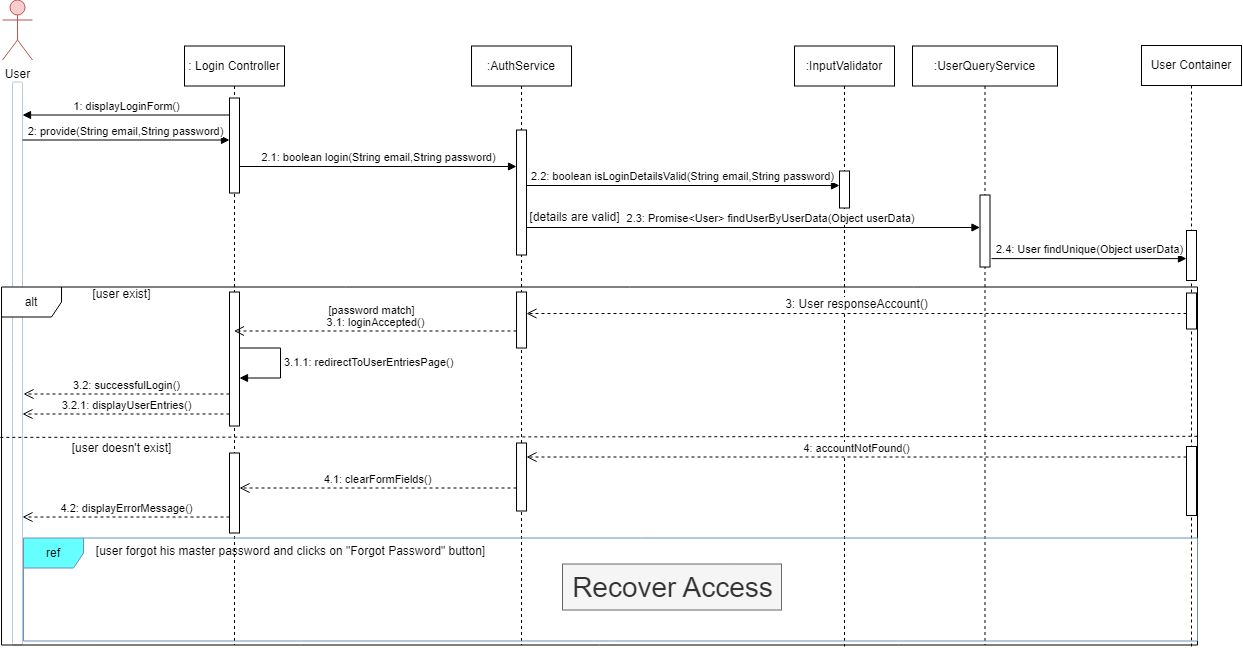 User
: Login Controller
:AuthService
:InputValidator
:UserQueryService
User Container
1: displayLoginForm()
2: provide(String email,String password)
2.1: boolean login(String email,String password)
2.2: boolean isLoginDetailsValid(String email,String password)
[details are valid] 2.3: Promise<User> findUserByUserData(Object userData)
2.4: User findUnique(Object userData)
alt
[user exist]
3: User responseAccount()
[password match]
3.1: loginAccepted()
3.1.1: redirectToUserEntriesPage()
3.2: successfulLogin()
3.2.1: displayUserEntries()
[user doesn't exist]
4: accountNotFound()
4.1: clearFormFields()
4.2: displayErrorMessage()
ref
[user forgot his master password and clicks on "Forgot Password" button]
Recover Access